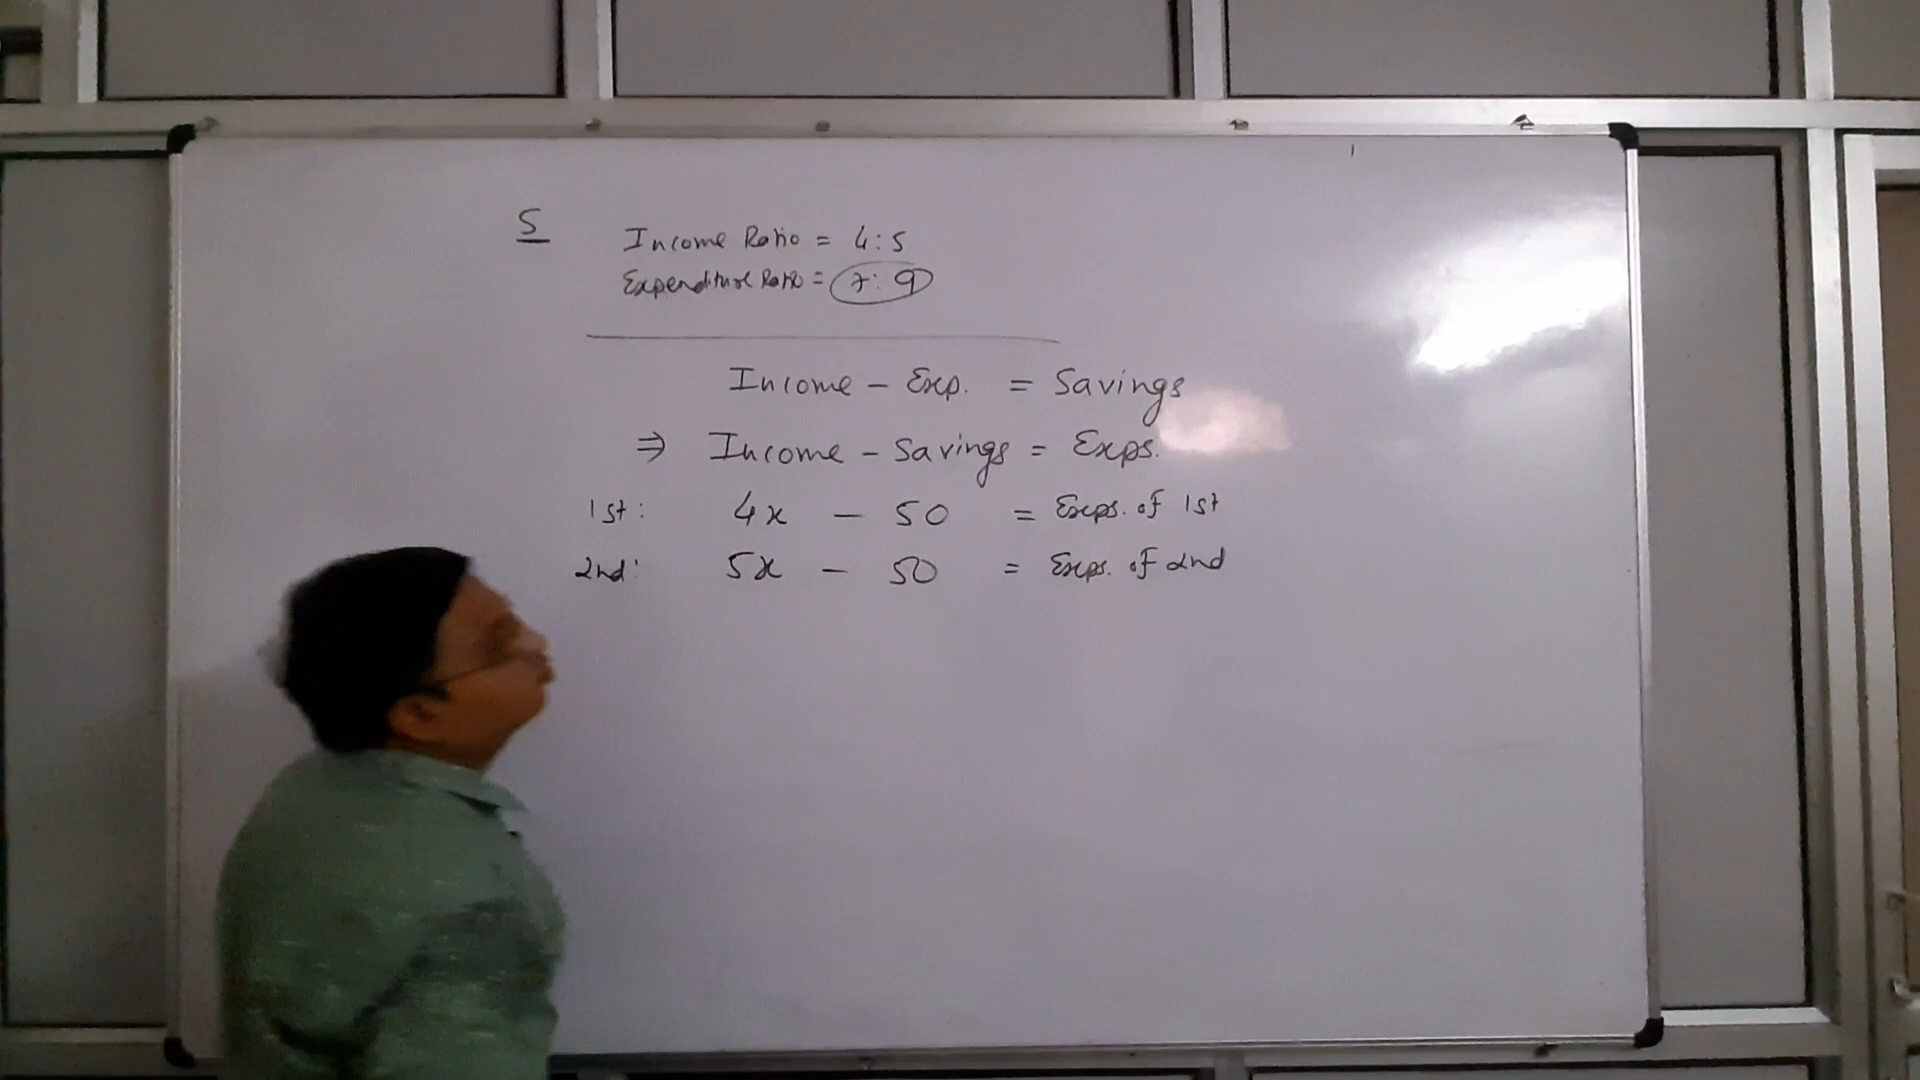 5
Income Ratio = 4:5
Expenditure Ratio = 7:9
Income - Exp. = Savings
⇒ Income - Savings = Exps.
1st: 4x - 50 = Exps. of 1st
2nd: 5x - 50 = Exps. of 2nd